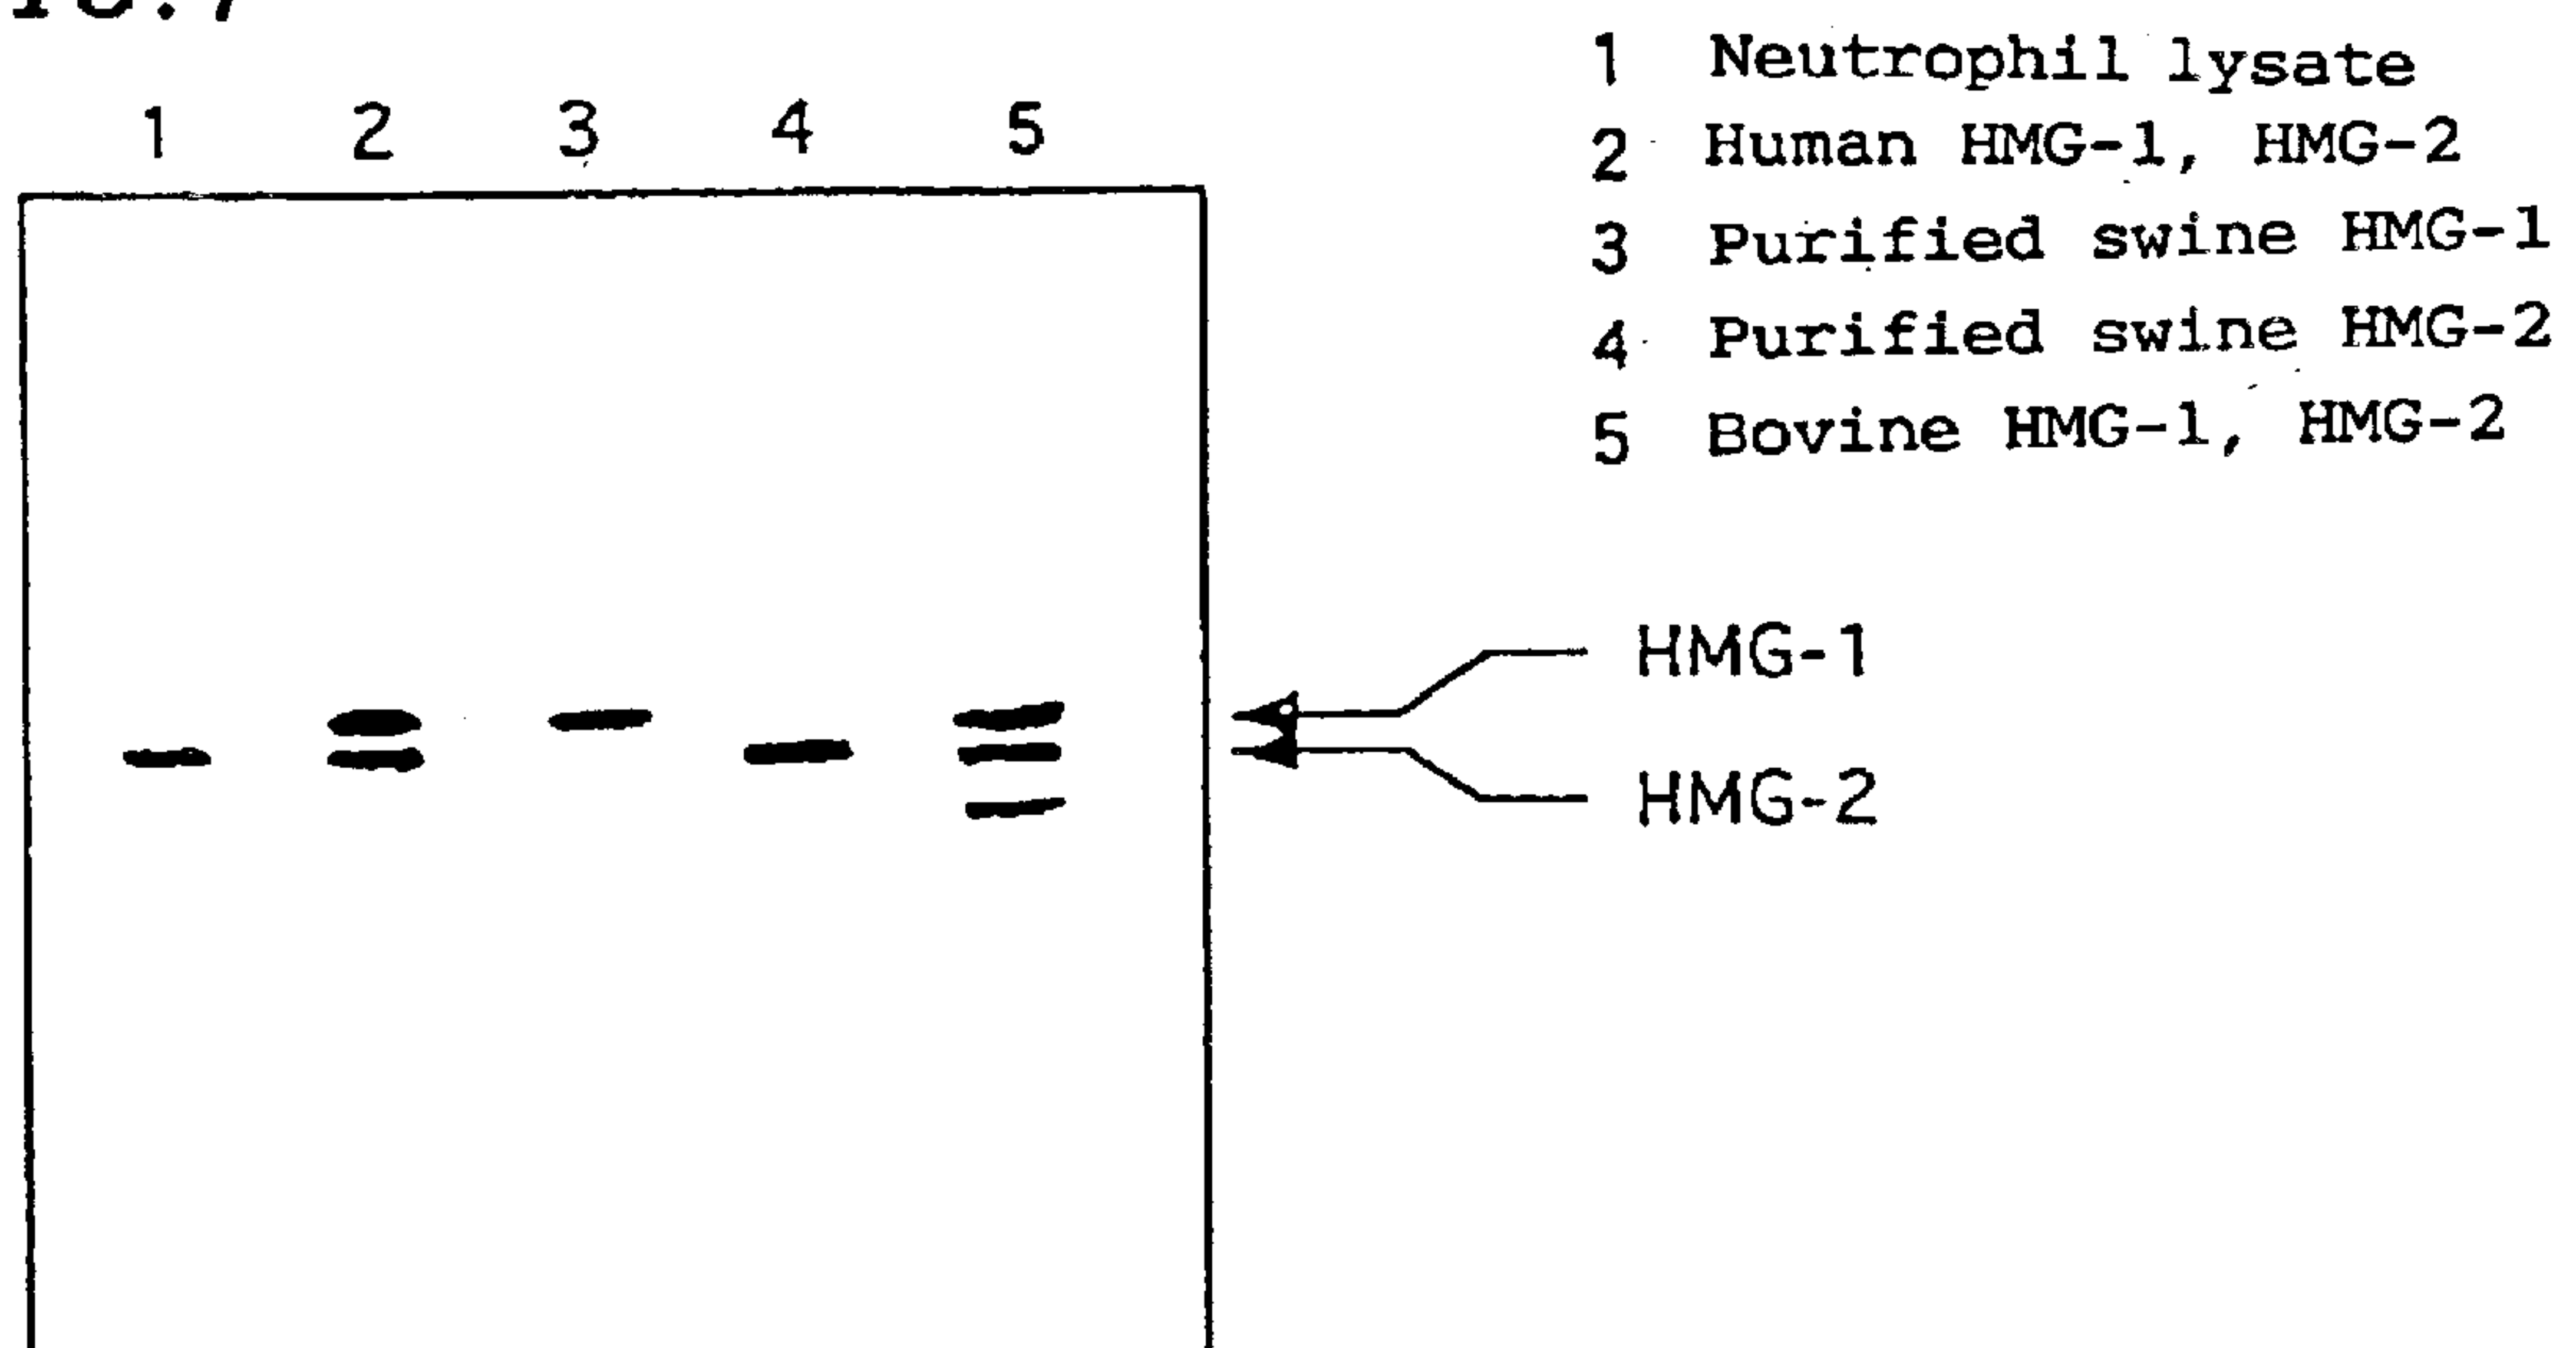 1 2 3 4 5
1 Neutrophil lysate
2 Human HMG-1, HMG-2
3 Purified swine HMG-1
4 Purified swine HMG-2
5 Bovine HMG-1, HMG-2
HMG-1
HMG-2